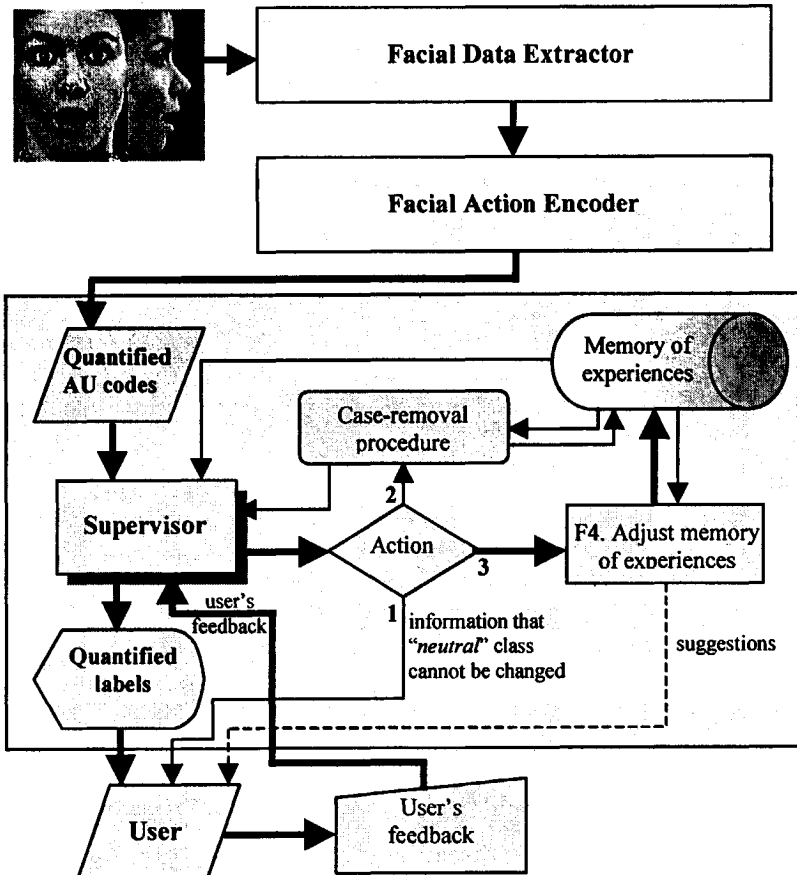 Facial Data Extractor
Facial Action Encoder
Quantified
AU codes
Memory of
experiences
Case-removal
procedure
2
Supervisor
Action
3
F4. Adjust memory
of experiences
1
user's
feedback
information that
“neutral” class
cannot be changed
suggestions
Quantified
labels
User
User's
feedback